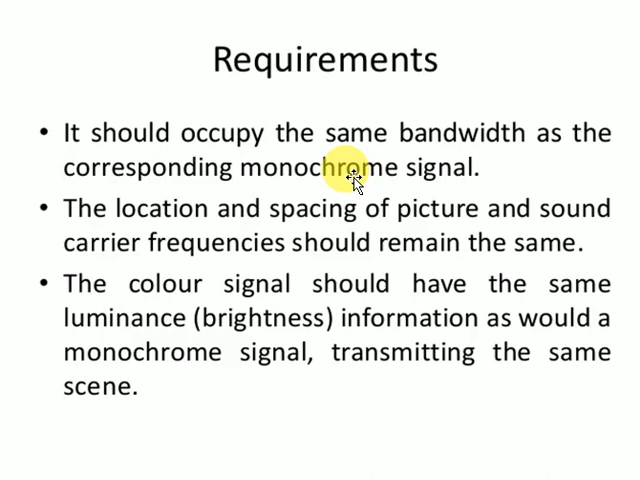 Requirements
• It should occupy the same bandwidth as the
corresponding monochrome signal.
• The location and spacing of picture and sound
carrier frequencies should remain the same.
• The colour signal should have the same
luminance (brightness) information as would a
monochrome signal, transmitting the same
scene.